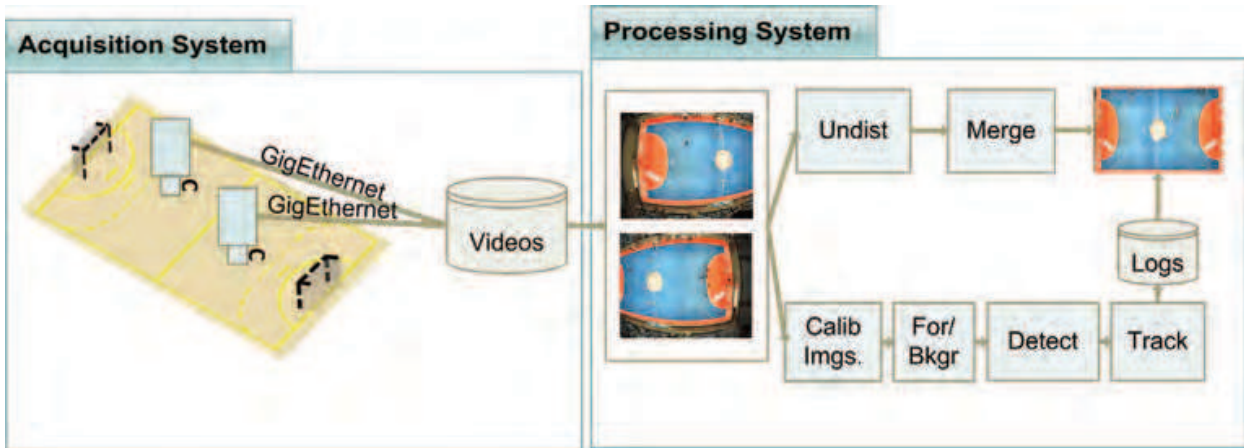 Acquisition System
GigEthernet
GigEthernet
C
C
Videos
Processing System
Undist
Merge
Logs
Calib
Imgs.
For/
Bkgr
Detect
Track